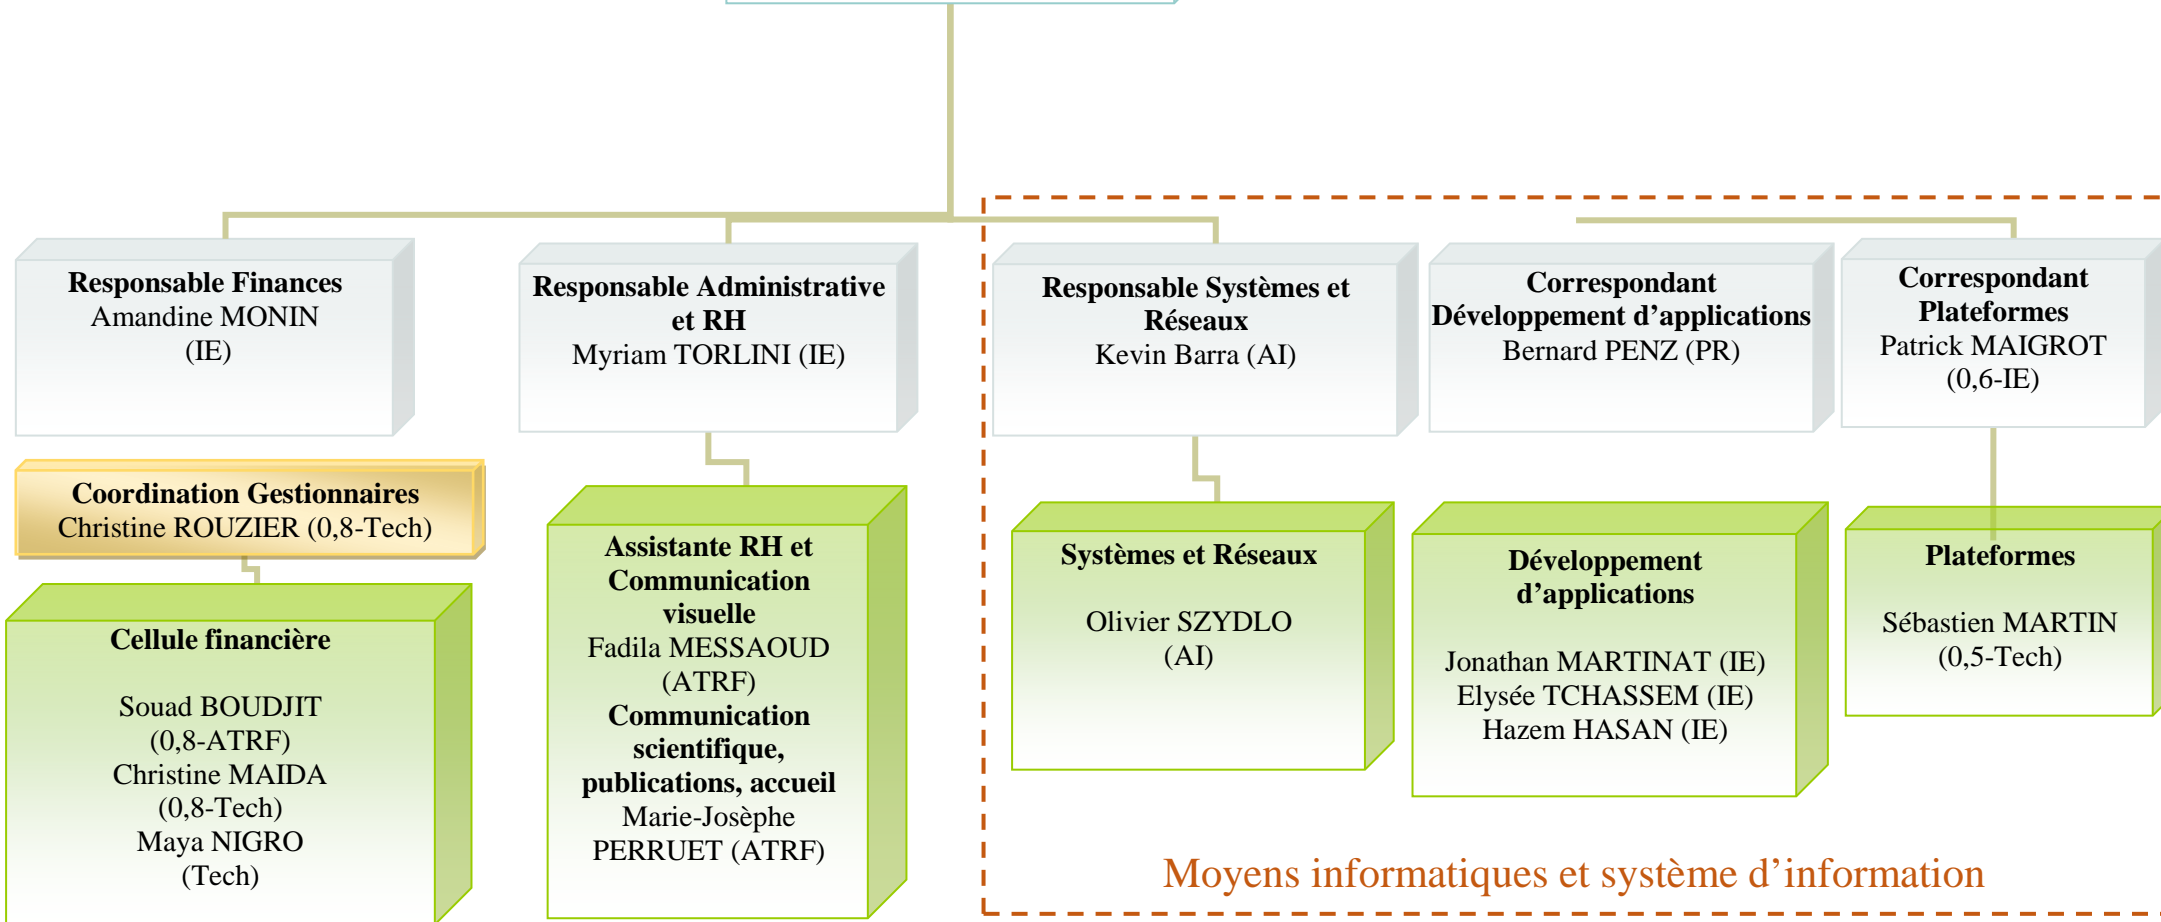 Responsable Finances
Amandine MONIN
(IE)
Responsable Administrative
et RH
Myriam TORLINI (IE)
Responsable Systèmes et
Réseaux
Kevin Barra (AI)
Correspondant
Développement d’applications
Bernard PENZ (PR)
Correspondant
Plateformes
Patrick MAIGROT
(0,6-IE)
Coordination Gestionnaires
Christine ROUZIER (0,8-Tech)
Cellule financière
Souad BOUDJIT
(0,8-ATRF)
Christine MAIDA
(0,8-Tech)
Maya NIGRO
(Tech)
Assistante RH et
Communication
visuelle
Fadila MESSAOUD
(ATRF)
Communication
scientifique,
publications, accueil
Marie-Josèphe
PERRUET (ATRF)
Systèmes et Réseaux
Olivier SZYDLO
(AI)
Développement
d’applications
Jonathan MARTINAT (IE)
Elysée TCHASSEM (IE)
Hazem HASAN (IE)
Plateformes
Sébastien MARTIN
(0,5-Tech)
Moyens informatiques et système d’information